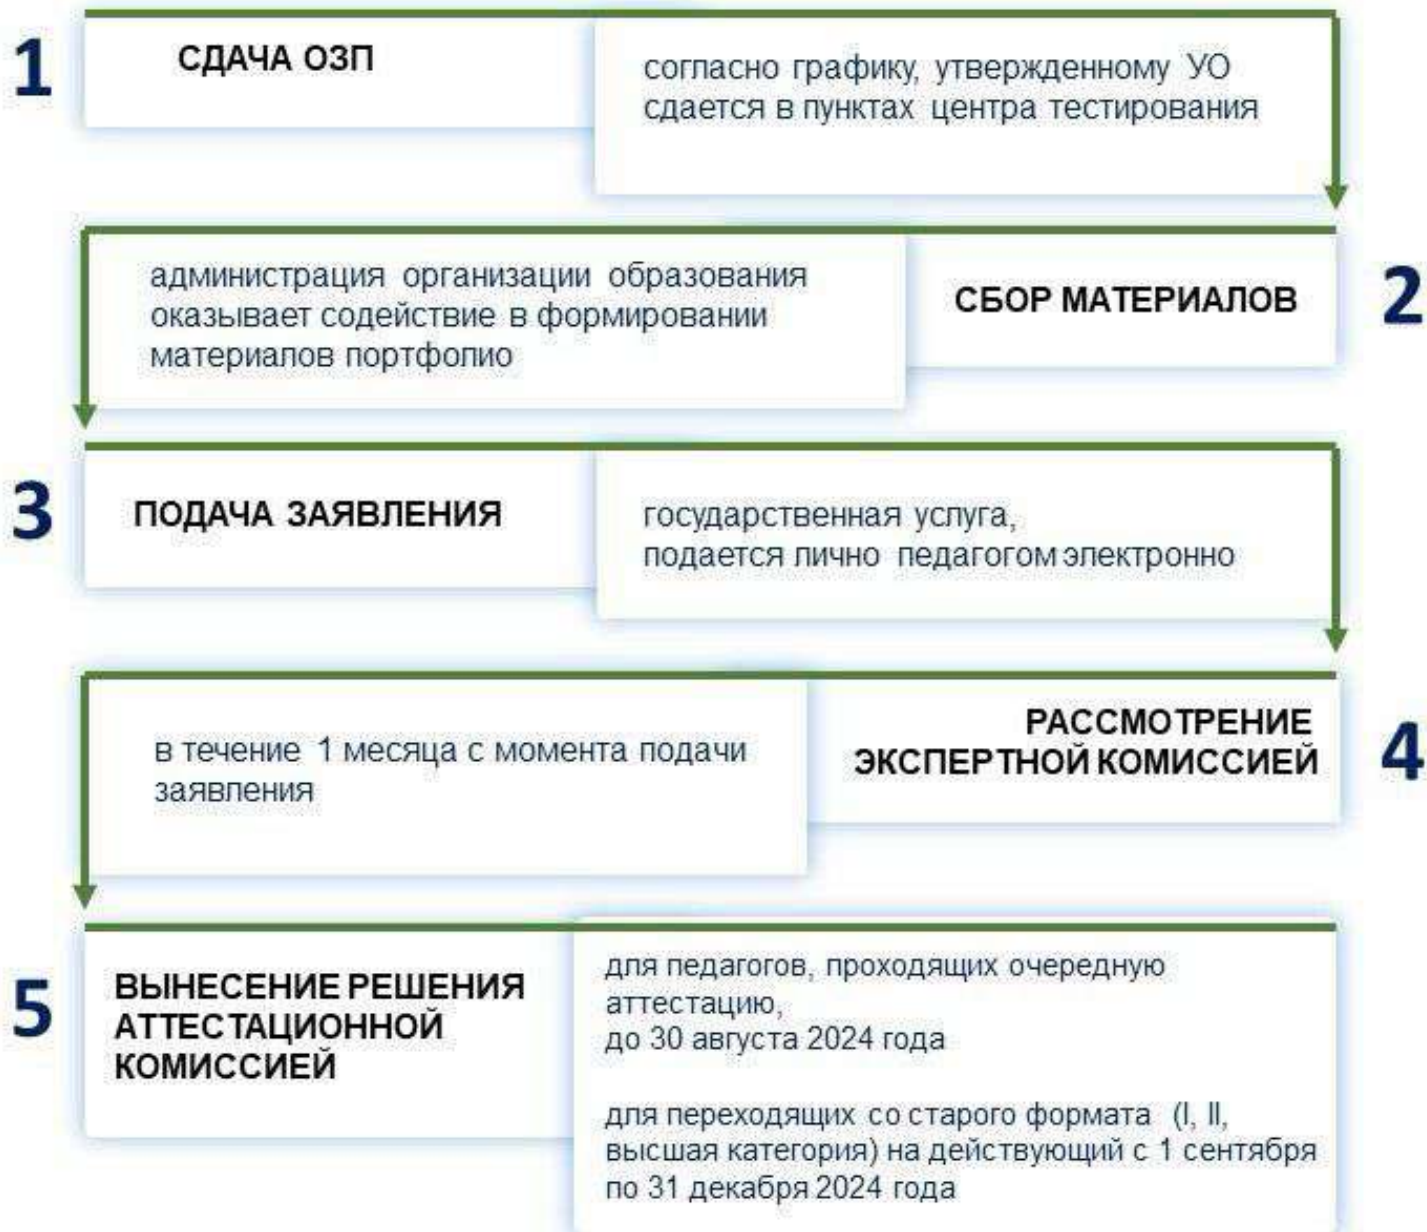 1
СДАЧА ОЗП
согласно графику, утвержденному УО
сдается в пунктах центра тестирования
2
СБОР МАТЕРИАЛОВ
администрация организации образования
оказывает содействие в формировании
материалов портфолио
3
ПОДАЧА ЗАЯВЛЕНИЯ
государственная услуга,
подается лично педагогом электронно
4
РАССМОТРЕНИЕ
ЭКСПЕРТНОЙ КОМИССИЕЙ
в течение 1 месяца с момента подачи
заявления
5
ВЫНЕСЕНИЕ РЕШЕНИЯ
АТТЕСТАЦИОННОЙ
КОМИССИЕЙ
для педагогов, проходящих очередную
аттестацию,
до 30 августа 2024 года
для переходящих со старого формата (I, II,
высшая категория) на действующий с 1 сентября
по 31 декабря 2024 года